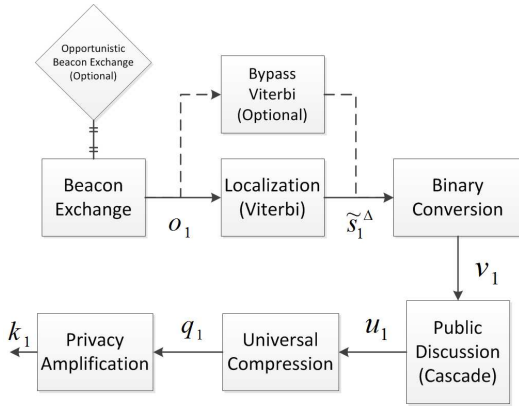 Opportunistic
Beacon Exchange
(Optional)
Bypass
Viterbi
(Optional)
Beacon
Exchange
o₁
Localization
(Viterbi)
s̃₁^Δ
Binary
Conversion
v₁
k₁
Privacy
Amplification
q₁
Universal
Compression
u₁
Public
Discussion
(Cascade)